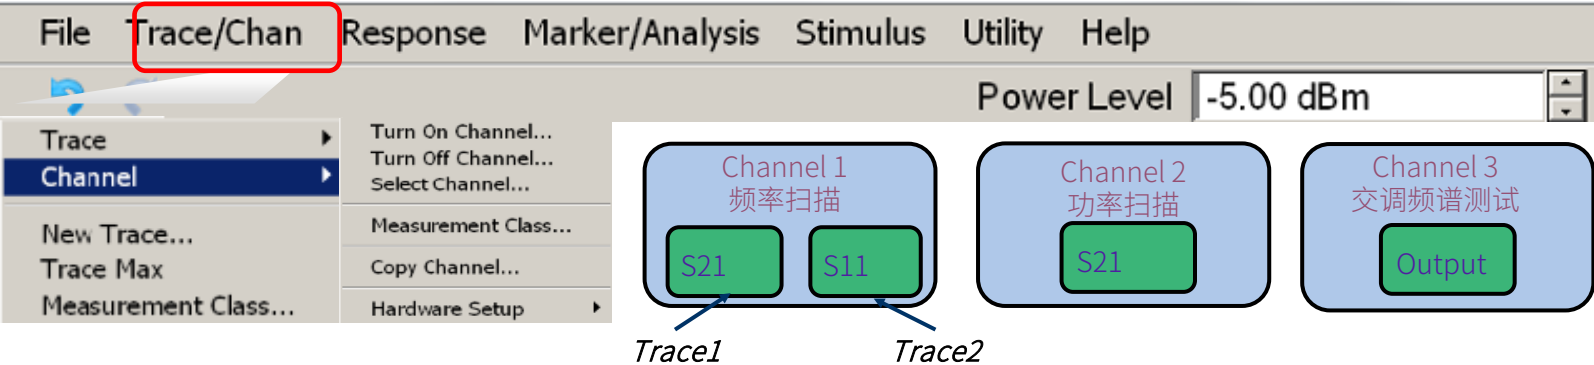 File Trace/Chan Response Marker/Analysis Stimulus Utility Help
Power Level -5.00 dBm
Trace
Channel
New Trace...
Trace Max
Measurement Class...
Turn On Channel...
Turn Off Channel...
Select Channel...
Measurement Class...
Copy Channel...
Hardware Setup
Channel 1
频率扫描
S21 S11
Trace1 Trace2
Channel 2
功率扫描
S21
Channel 3
交调频谱测试
Output